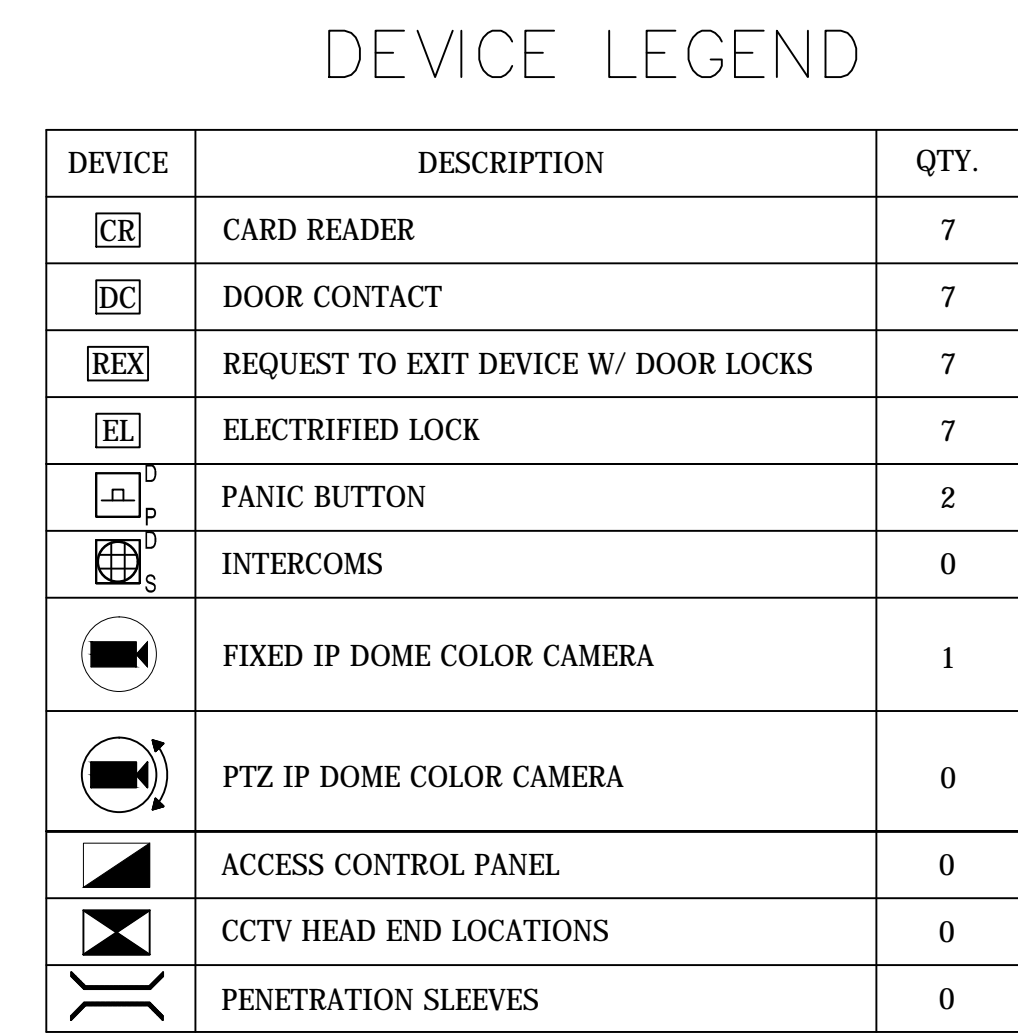 DEVICE LEGEND
DEVICE DESCRIPTION QTY.
CR CARD READER 7
DC DOOR CONTACT 7
REX REQUEST TO EXIT DEVICE W/ DOOR LOCKS 7
EL ELECTRIFIED LOCK 7
D P PANIC BUTTON 2
D S INTERCOMS 0
FIXED IP DOME COLOR CAMERA 1
PTZ IP DOME COLOR CAMERA 0
ACCESS CONTROL PANEL 0
CCTV HEAD END LOCATIONS 0
PENETRATION SLEEVES 0